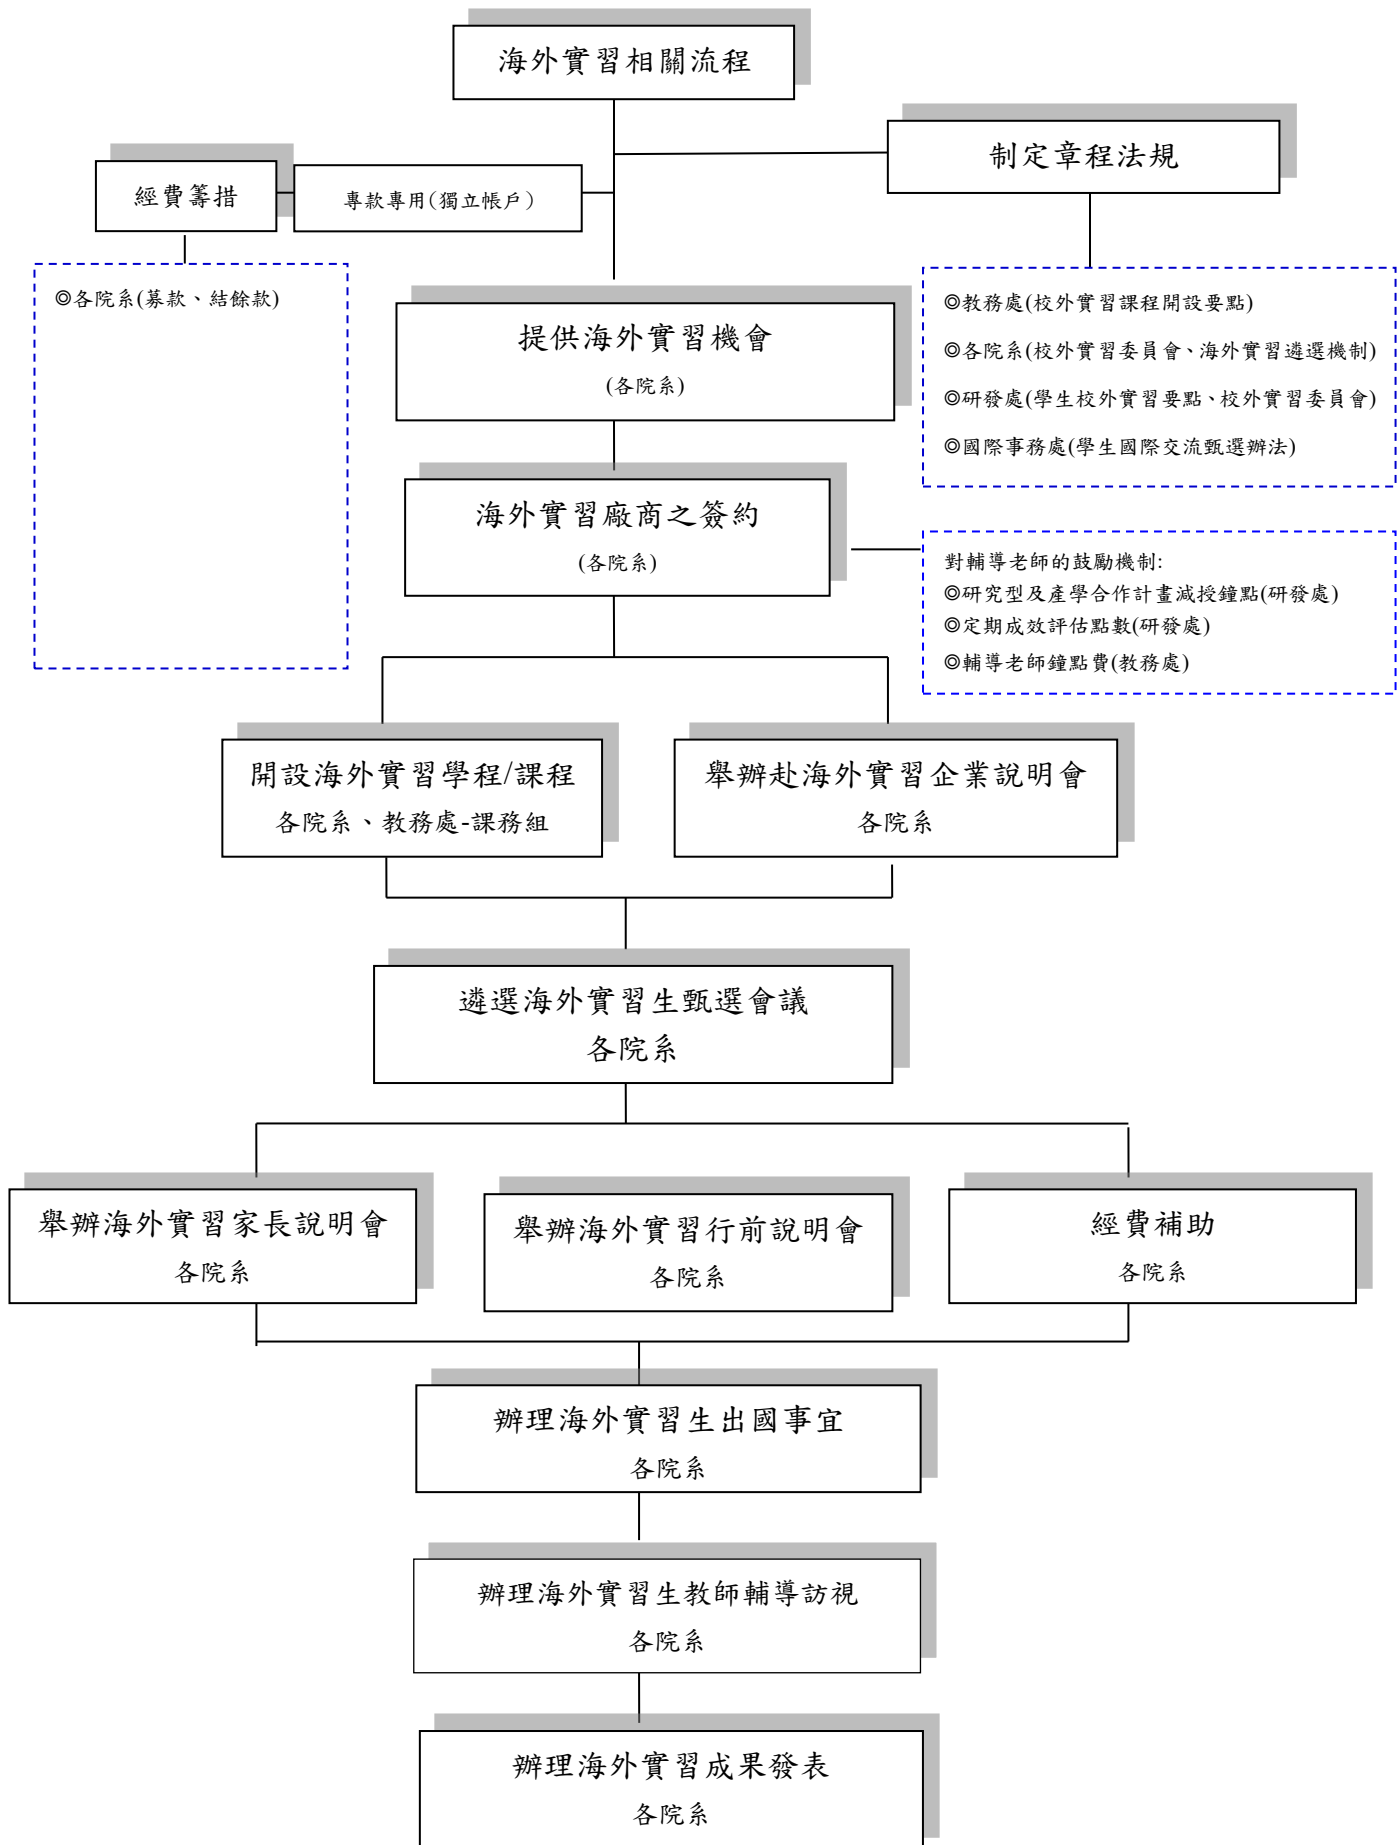 海外實習相關流程
制定章程法規
經費籌措
專款專用(獨立帳戶)
◎各院系(募款、結餘款)
提供海外實習機會
(各院系)
◎教務處(校外實習課程開設要點)
◎各院系(校外實習委員會、海外實習遴選機制)
◎研發處(學生校外實習要點、校外實習委員會)
◎國際事務處(學生國際交流甄選辦法)
海外實習廠商之簽約
(各院系)
對輔導老師的鼓勵機制:
◎研究型及產學合作計畫減授鐘點(研發處)
◎定期成效評估點數(研發處)
◎輔導老師鐘點費(教務處)
開設海外實習學程/課程
各院系、教務處-課務組
舉辦赴海外實習企業說明會
各院系
遴選海外實習生甄選會議
各院系
舉辦海外實習家長說明會
各院系
舉辦海外實習行前說明會
各院系
經費補助
各院系
辦理海外實習生出國事宜
各院系
辦理海外實習生教師輔導訪視
各院系
辦理海外實習成果發表
各院系